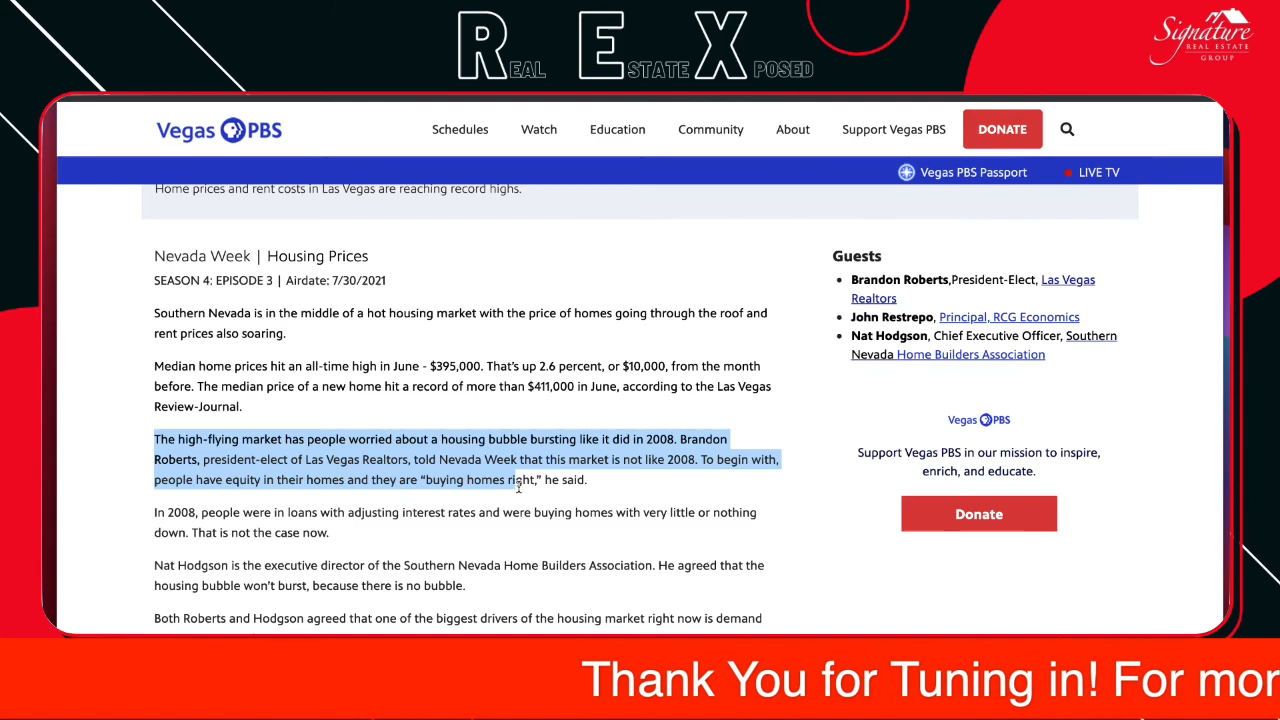 REAL ESTATE XPOSED
Signature
REAL ESTATE
GROUP
Vegas PBS
Schedules Watch Education Community About Support Vegas PBS DONATE
Vegas PBS Passport LIVE TV
Home prices and rent costs in Las Vegas are reaching record highs.
Nevada Week | Housing Prices
SEASON 4: EPISODE 3 | Airdate: 7/30/2021
Southern Nevada is in the middle of a hot housing market with the price of homes going through the roof and
rent prices also soaring.
Median home prices hit an all-time high in June - $395,000. That's up 2.6 percent, or $10,000, from the month
before. The median price of a new home hit a record of more than $411,000 in June, according to the Las Vegas
Review-Journal.
The high-flying market has people worried about a housing bubble bursting like it did in 2008. Brandon
Roberts, president-elect of Las Vegas Realtors, told Nevada Week that this market is not like 2008. To begin with,
people have equity in their homes and they are “buying homes right,” he said.
In 2008, people were in loans with adjusting interest rates and were buying homes with very little or nothing
down. That is not the case now.
Nat Hodgson is the executive director of the Southern Nevada Home Builders Association. He agreed that the
housing bubble won't burst, because there is no bubble.
Both Roberts and Hodgson agreed that one of the biggest drivers of the housing market right now is demand
Guests
Brandon Roberts,President-Elect, Las Vegas
Realtors
John Restrepo, Principal, RCG Economics
Nat Hodgson, Chief Executive Officer, Southern
Nevada Home Builders Association
Vegas PBS
Support Vegas PBS in our mission to inspire,
enrich, and educate.
Donate
Thank You for Tuning in! For mor